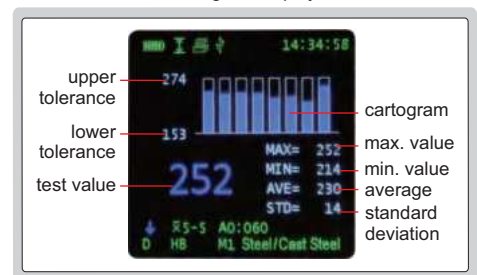 14:34:58
upper
tolerance
274
cartogram
lower
tolerance
153
MAX= 252
max. value
MIN= 214
min. value
test value
252
AVE= 230
average
STD= 14
standard
deviation
x̄5-5 A0:060
D HB M1 Steel/Cast Steel